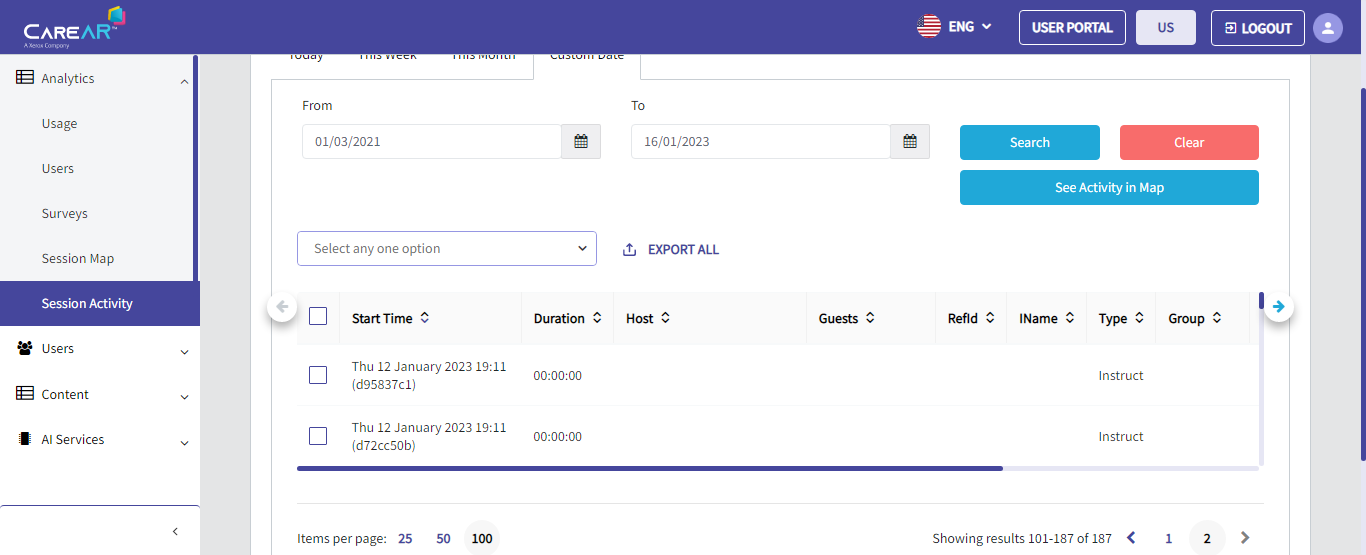 CAREAR™
A Xerox Company
ENG
USER PORTAL
US
LOGOUT
Analytics
Usage
Users
Surveys
Session Map
Session Activity
Users
Content
AI Services
Today
This Week
This Month
Custom Date
From
To
01/03/2021
16/01/2023
Search
Clear
See Activity in Map
Select any one option
EXPORT ALL
Start Time
Duration
Host
Guests
RefId
IName
Type
Group
Thu 12 January 2023 19:11
(d95837c1)
00:00:00
Instruct
Thu 12 January 2023 19:11
(d72cc50b)
00:00:00
Instruct
Items per page: 25 50 100
Showing results 101-187 of 187
1
2